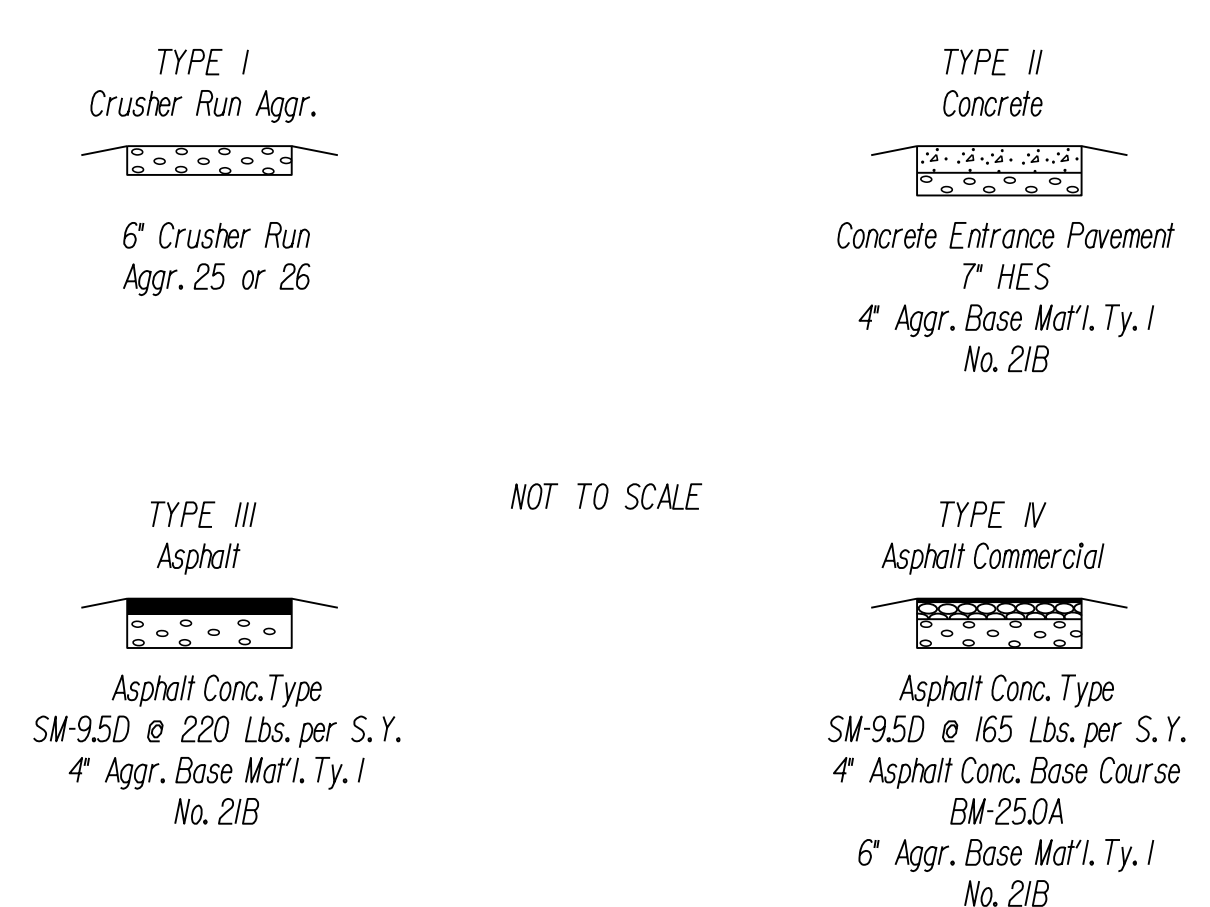 TYPE I
Crusher Run Aggr.
6" Crusher Run
Aggr. 25 or 26
TYPE II
Concrete
Concrete Entrance Pavement
7" HES
4" Aggr. Base Mat'l. Ty. I
No. 21B
NOT TO SCALE
TYPE III
Asphalt
Asphalt Conc. Type
SM-9.5D @ 220 Lbs. per S.Y.
4" Aggr. Base Mat'l. Ty. I
No. 21B
TYPE IV
Asphalt Commercial
Asphalt Conc. Type
SM-9.5D @ 165 Lbs. per S.Y.
4" Asphalt Conc. Base Course
BM-25.0A
6" Aggr. Base Mat'l. Ty. I
No. 21B